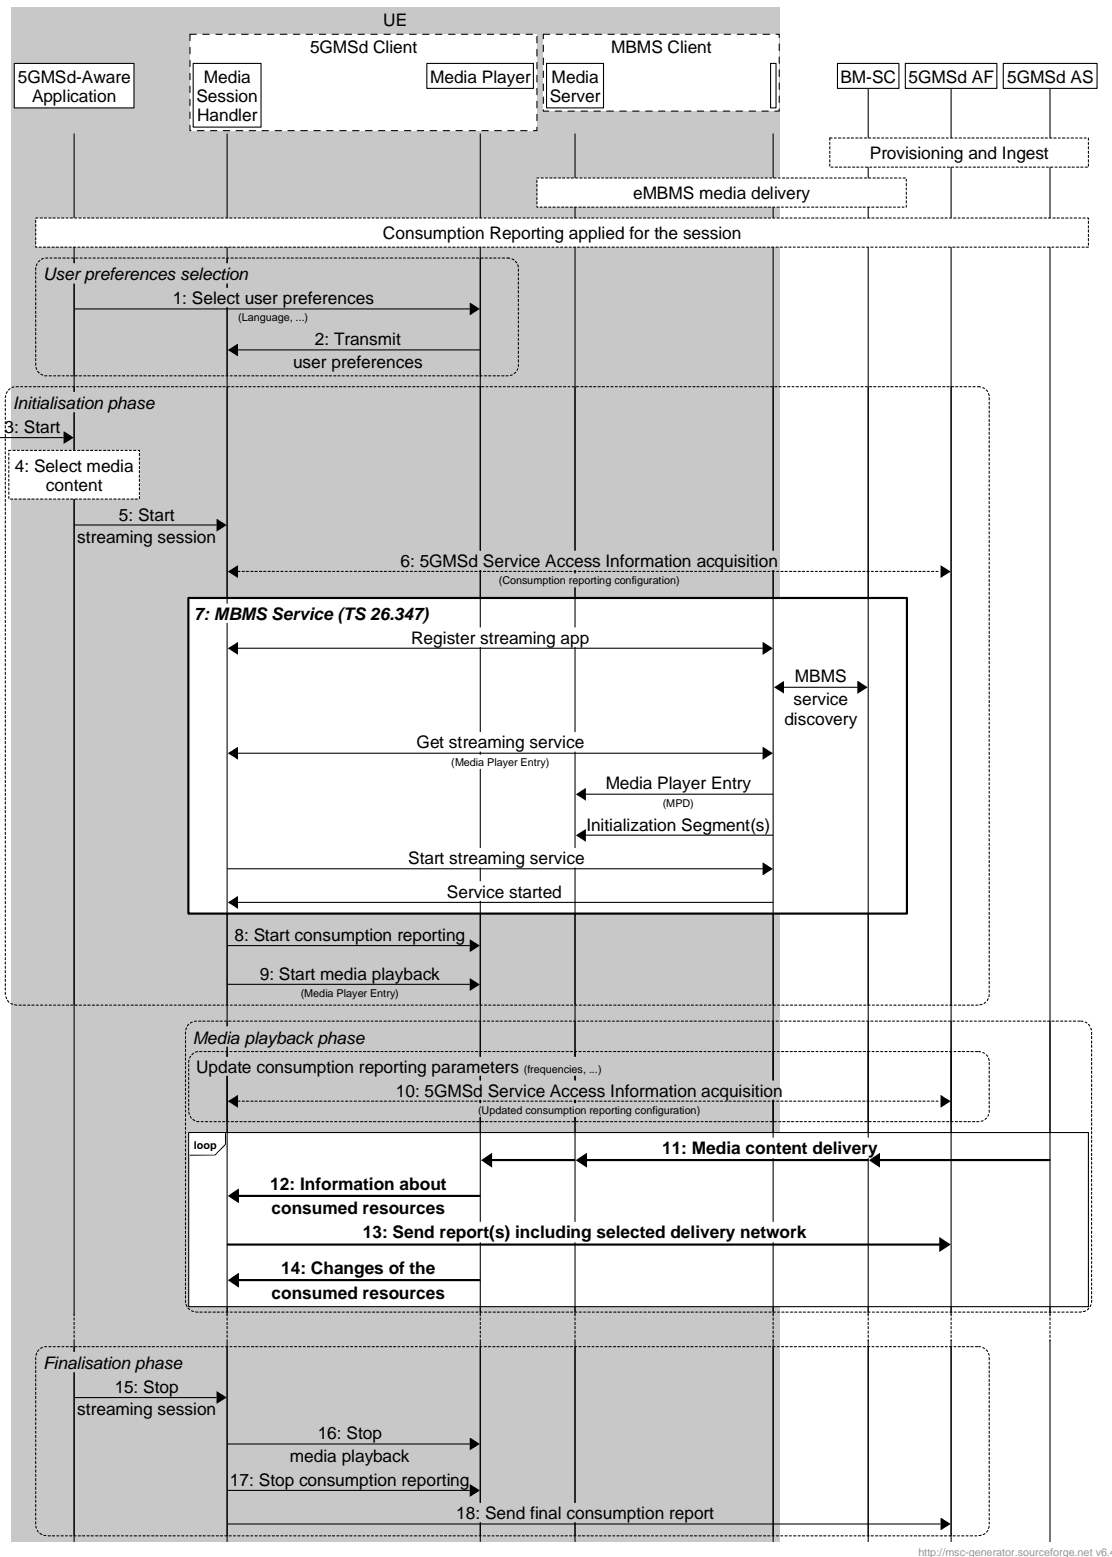 UE
5GMSd Client
MBMS Client
5GMSd-Aware
Application
Media
Session
Handler
Media Player
Media
Server
BM-SC
5GMSd AF
5GMSd AS
Provisioning and Ingest
eMBMS media delivery
Consumption Reporting applied for the session
User preferences selection
1: Select user preferences
(Language, ...)
2: Transmit
user preferences
Initialisation phase
3: Start
4: Select media
content
5: Start
streaming session
6: 5GMSd Service Access Information acquisition
(Consumption reporting configuration)
7: MBMS Service (TS 26.347)
Register streaming app
MBMS
service
discovery
Get streaming service
(Media Player Entry)
Media Player Entry
(MPD)
Initialization Segment(s)
Start streaming service
Service started
8: Start consumption reporting
9: Start media playback
(Media Player Entry)
Media playback phase
Update consumption reporting parameters (frequencies, ...)
10: 5GMSd Service Access Information acquisition
(Updated consumption reporting configuration)
loop
11: Media content delivery
12: Information about
consumed resources
13: Send report(s) including selected delivery network
14: Changes of the
consumed resources
Finalisation phase
15: Stop
streaming session
16: Stop
media playback
17: Stop consumption reporting
18: Send final consumption report
http://msc-generator.sourceforge.net v6.4